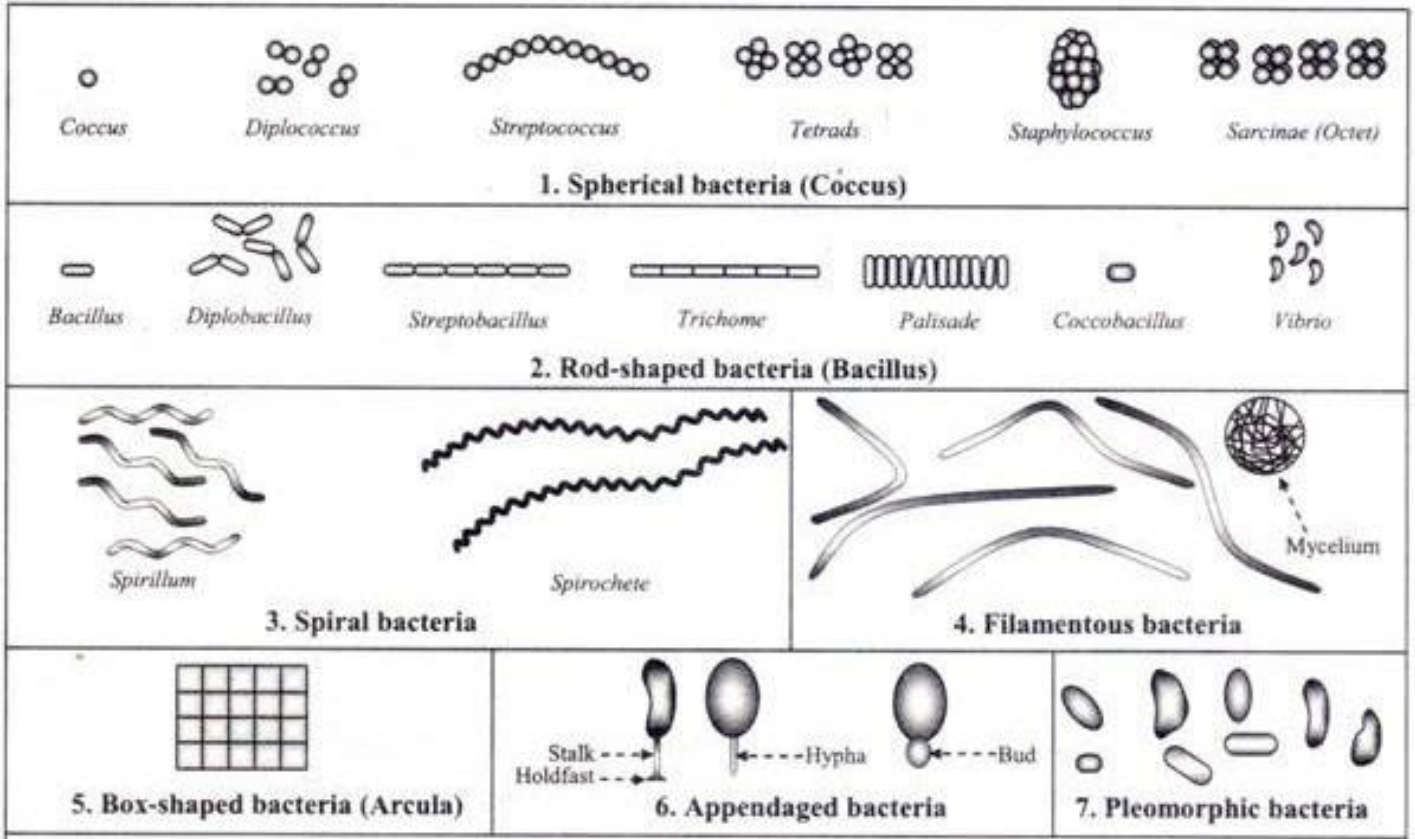 Coccus
Diplococcus
Streptococcus
Tetrads
Staphylococcus
Sarcinae (Octet)
1. Spherical bacteria (Coccus)
Bacillus
Diplobacillus
Streptobacillus
Trichome
Palisade
Coccobacillus
Vibrio
2. Rod-shaped bacteria (Bacillus)
Spirillum
Spirochete
3. Spiral bacteria
Mycelium
4. Filamentous bacteria
5. Box-shaped bacteria (Arcula)
Stalk
Holdfast
Hypha
Bud
6. Appendaged bacteria
7. Pleomorphic bacteria